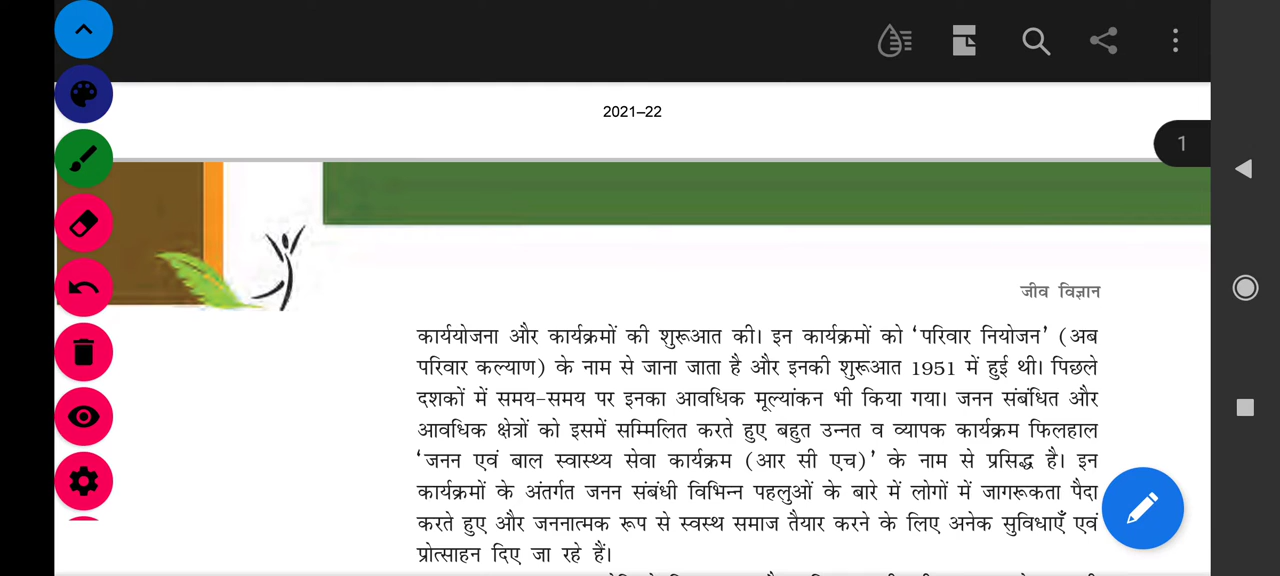 2021–22
1
जीव विज्ञान
कार्ययोजना और कार्यक्रमों की शुरूआत की। इन कार्यक्रमों को ‘परिवार नियोजन’ (अब
परिवार कल्याण) के नाम से जाना जाता है और इनकी शुरूआत 1951 में हुई थी। पिछले
दशकों में समय-समय पर इनका आवधिक मूल्यांकन भी किया गया। जनन संबंधित और
आवधिक क्षेत्रों को इसमें सम्मिलित करते हुए बहुत उन्नत व व्यापक कार्यक्रम फिलहाल
‘जनन एवं बाल स्वास्थ्य सेवा कार्यक्रम (आर सी एच)’ के नाम से प्रसिद्ध है। इन
कार्यक्रमों के अंतर्गत जनन संबंधी विभिन्न पहलुओं के बारे में लोगों में जागरूकता पैदा
करते हुए और जननात्मक रूप से स्वस्थ समाज तैयार करने के लिए अनेक सुविधाएँ एवं
प्रोत्साहन दिए जा रहे हैं।